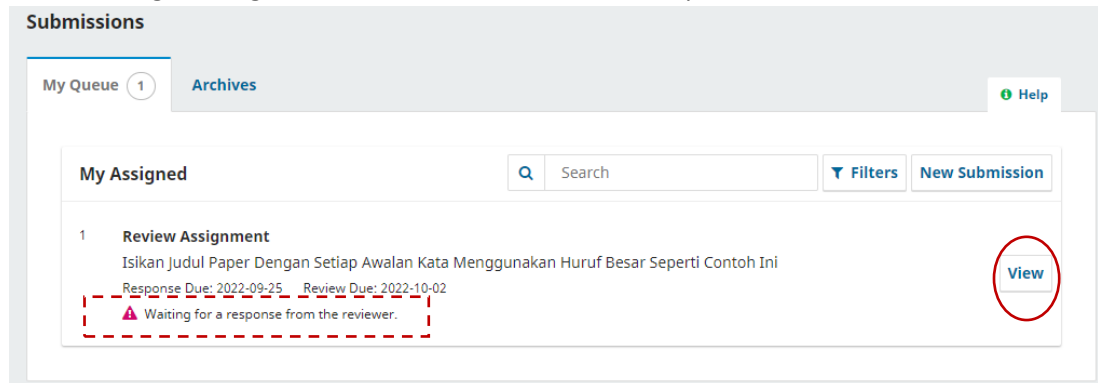 Submissions
My Queue 1 Archives
Help
My Assigned Search Filters New Submission
1 Review Assignment
Isikan Judul Paper Dengan Setiap Awalan Kata Menggunakan Huruf Besar Seperti Contoh Ini
View
Response Due: 2022-09-25 Review Due: 2022-10-02
Waiting for a response from the reviewer.